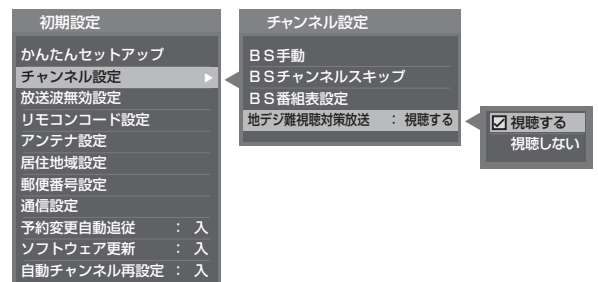 初期設定
かんたんセットアップ
チャンネル設定
放送波無効設定
リモコンコード設定
アンテナ設定
居住地域設定
郵便番号設定
通信設定
予約変更自動追従 : 入
ソフトウェア更新 : 入
自動チャンネル再設定 : 入
チャンネル設定
BS手動
BSチャンネルスキップ
BS番組表設定
地デジ難視聴対策放送 : 視聴する
視聴する
視聴しない